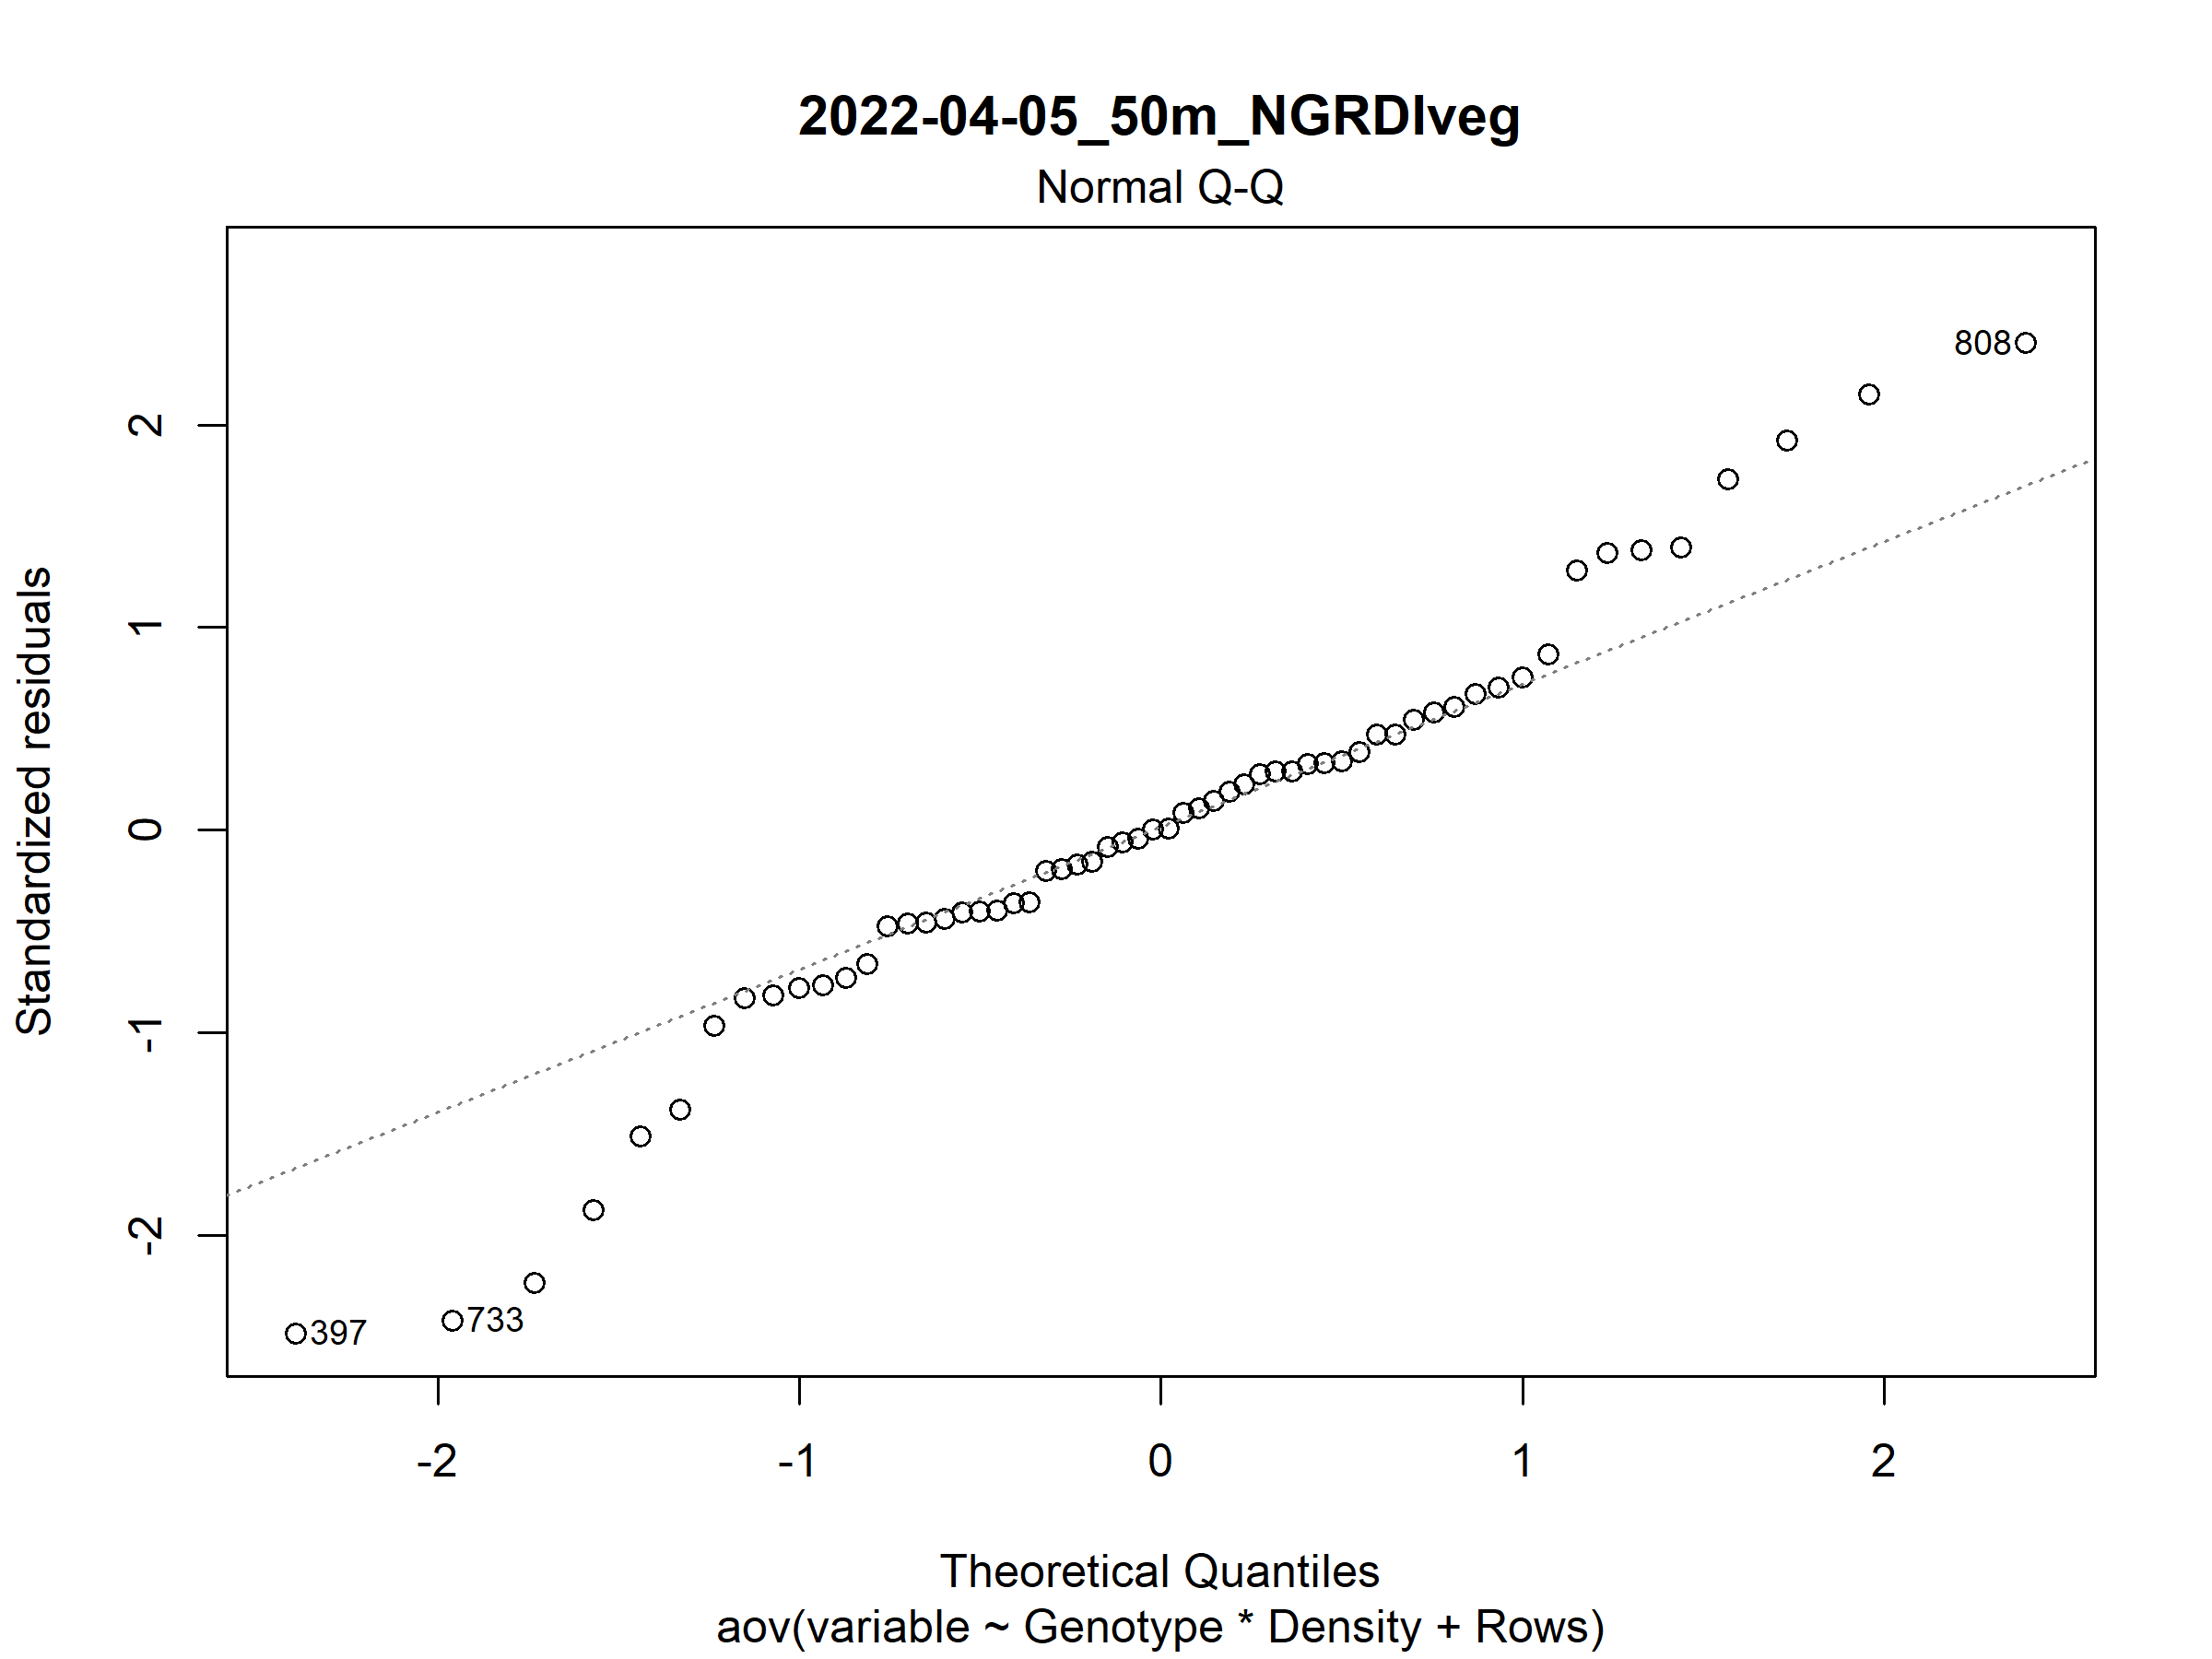 2022-04-05_50m_NGRDIveg
Normal Q-Q
808
2
1
0
-1
-2
Standardized residuals
397
733
-2 -1 0 1 2
Theoretical Quantiles
aov(variable ~ Genotype * Density + Rows)